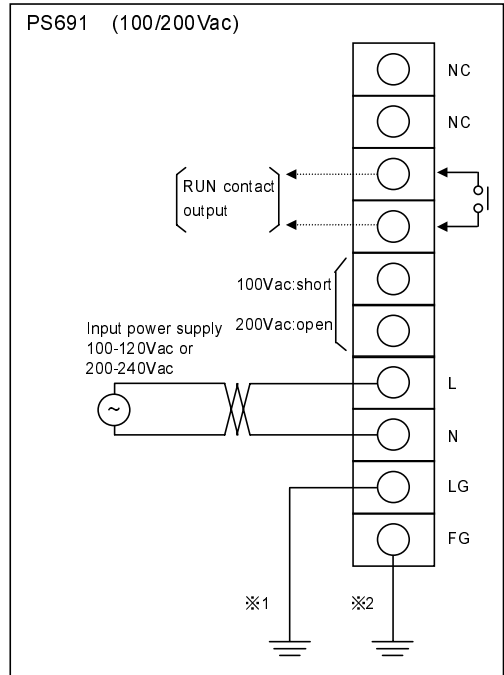 PS691 (100/200Vac)
NC
NC
RUN contact
output
100Vac:short
200Vac:open
Input power supply
100-120Vac or
200-240Vac
~
L
N
LG
FG
※1
※2